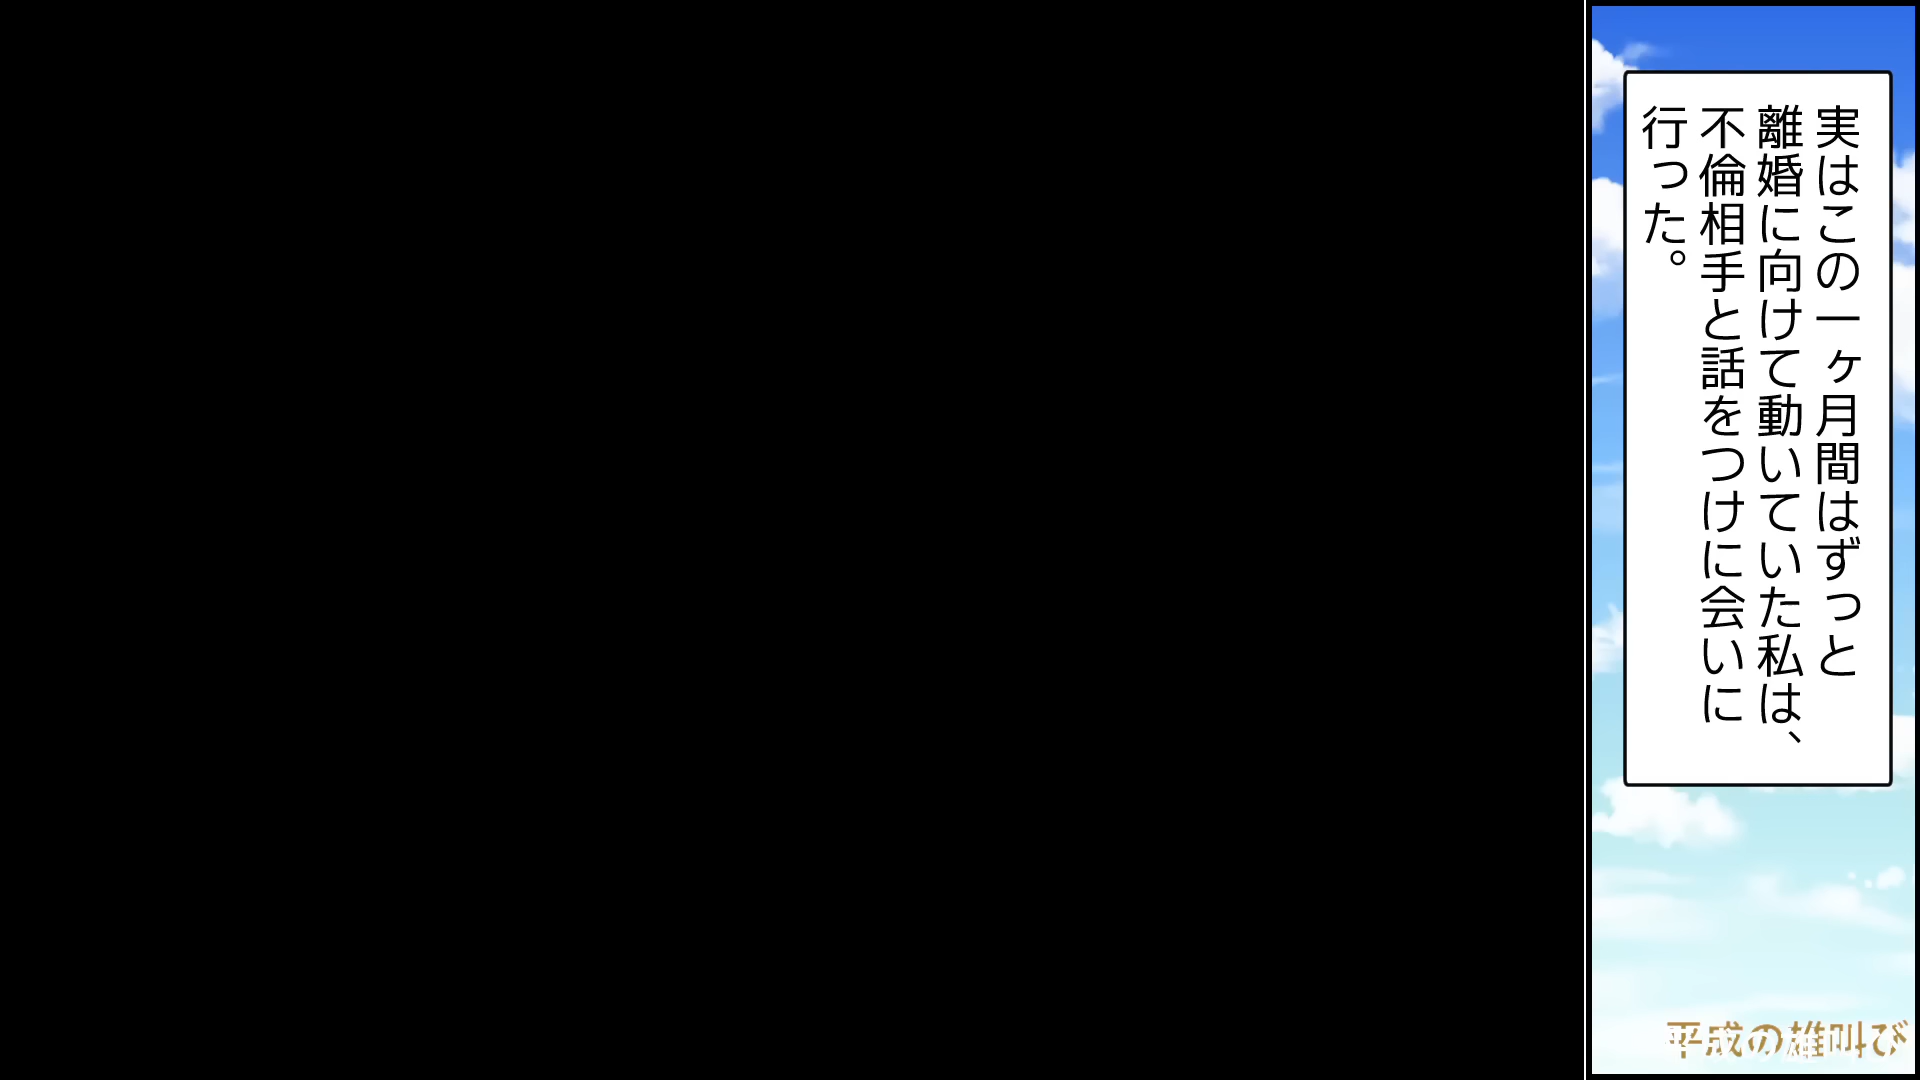 実はこの一ヶ月間はずっと
離婚に向けて動いていた私は、
不倫相手と話をつけに会いに
行った。
平成の雄叫び